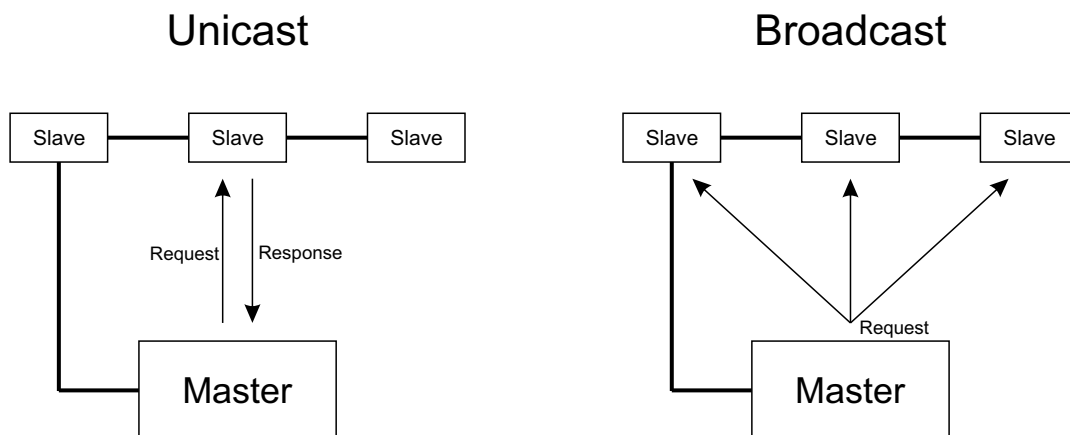 Unicast
Slave
Slave
Slave
Request
Response
Master
Broadcast
Slave
Slave
Slave
Request
Master